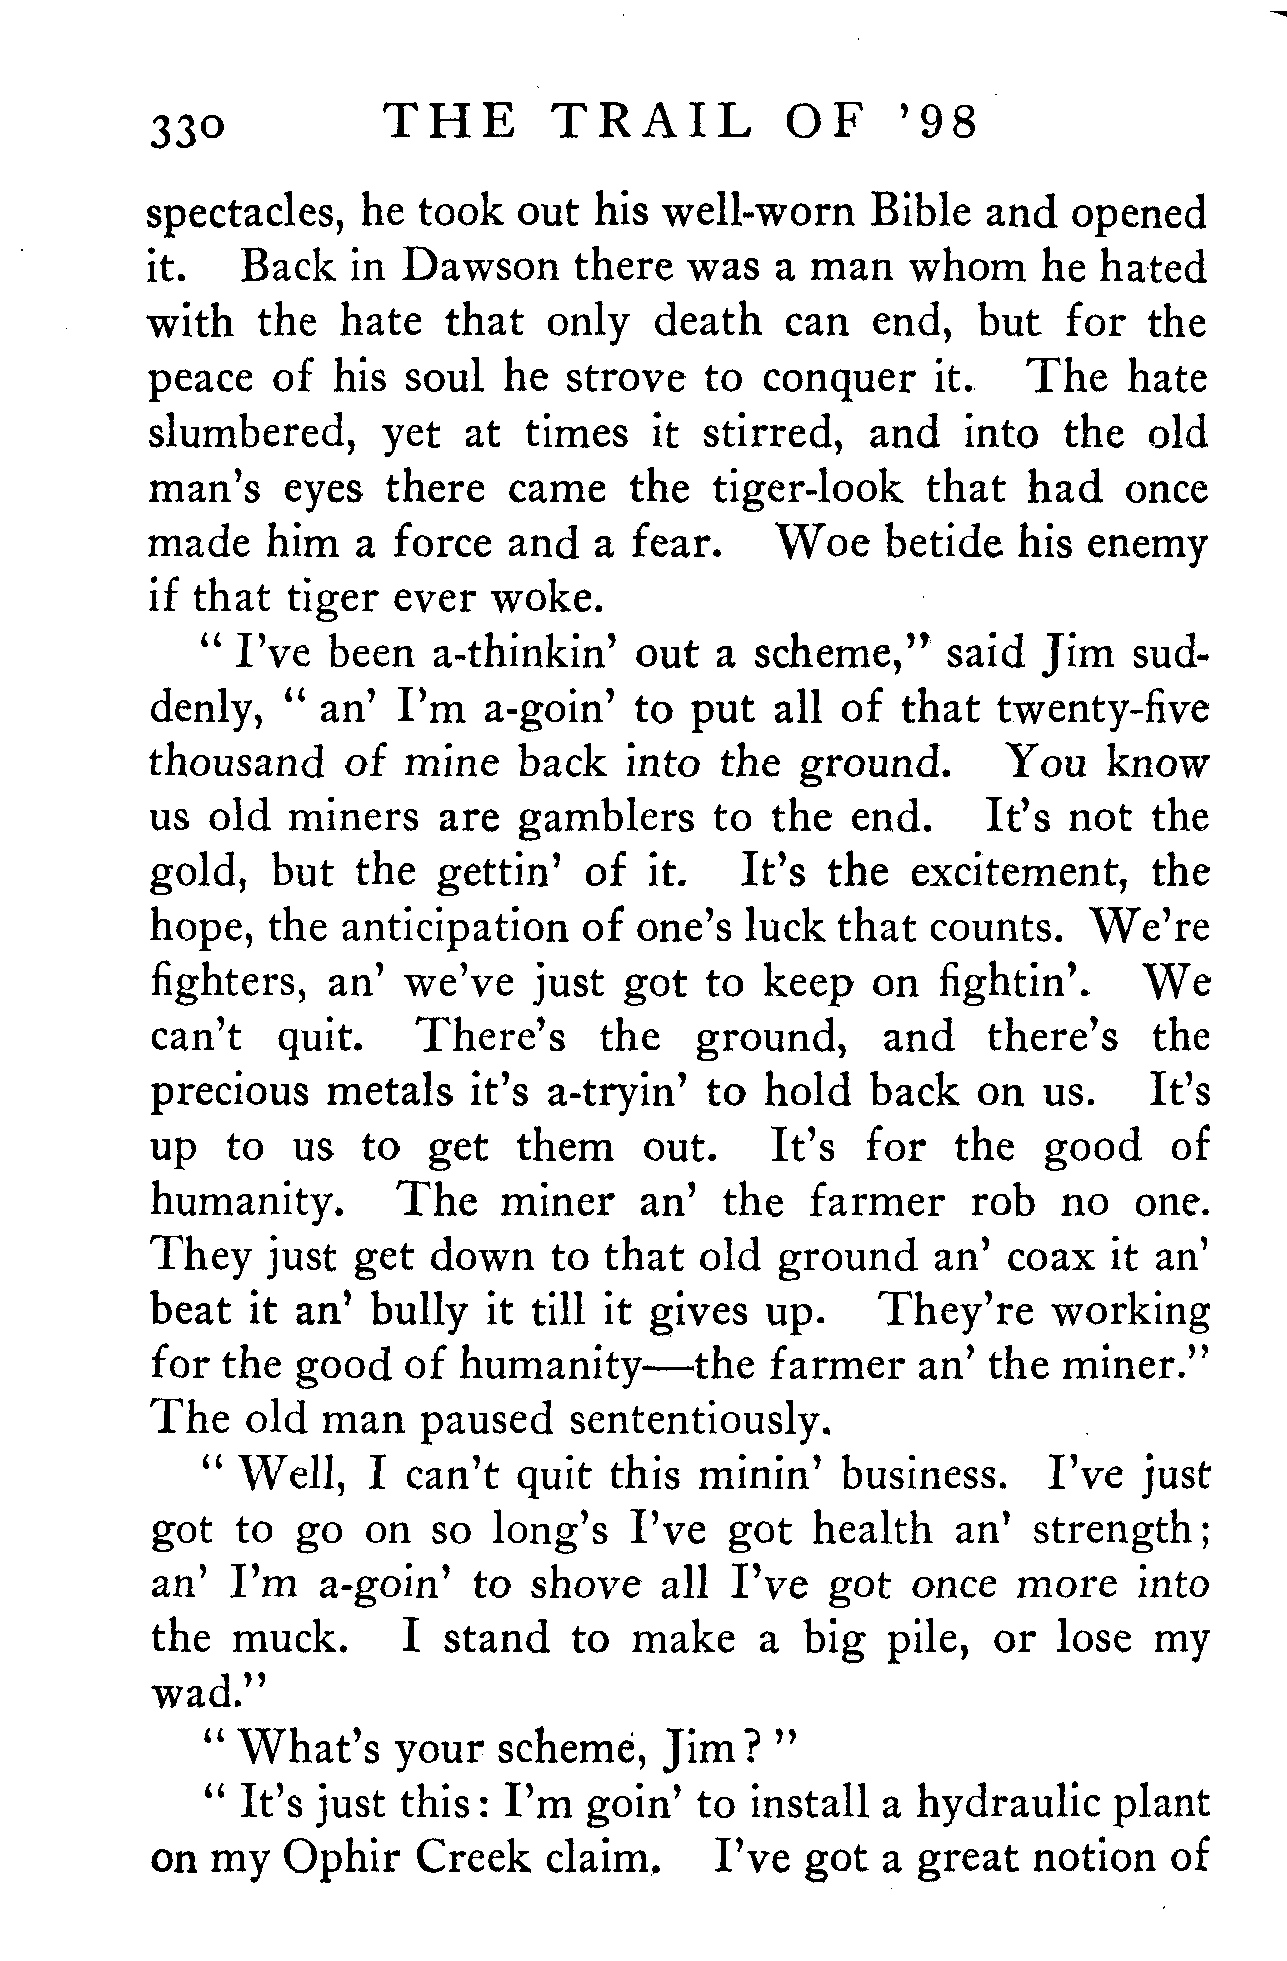 330 THE TRAIL OF '98
spectacles, he took out his well-worn Bible and opened
it. Back in Dawson there was a man whom he hated
with the hate that only death can end, but for the
peace of his soul he strove to conquer it. The hate
slumbered, yet at times it stirred, and into the old
man's eyes there came the tiger-look that had once
made him a force and a fear. Woe betide his enemy
if that tiger ever woke.
" I've been a-thinkin' out a scheme," said Jim sud-
denly, " an' I'm a-goin' to put all of that twenty-five
thousand of mine back into the ground. You know
us old miners are gamblers to the end. It's not the
gold, but the gettin' of it. It's the excitement, the
hope, the anticipation of one's luck that counts. We're
fighters, an' we've just got to keep on fightin'. We
can't quit. There's the ground, and there's the
precious metals it's a-tryin' to hold back on us. It's
up to us to get them out. It's for the good of
humanity. The miner an' the farmer rob no one.
They just get down to that old ground an' coax it an'
beat it an' bully it till it gives up. They're working
for the good of humanity—the farmer an' the miner."
The old man paused sententiously.
" Well, I can't quit this minin' business. I've just
got to go on so long's I've got health an' strength;
an' I'm a-goin' to shove all I've got once more into
the muck. I stand to make a big pile, or lose my
wad."
" What's your scheme, Jim? "
" It's just this: I'm goin' to install a hydraulic plant
on my Ophir Creek claim. I've got a great notion of